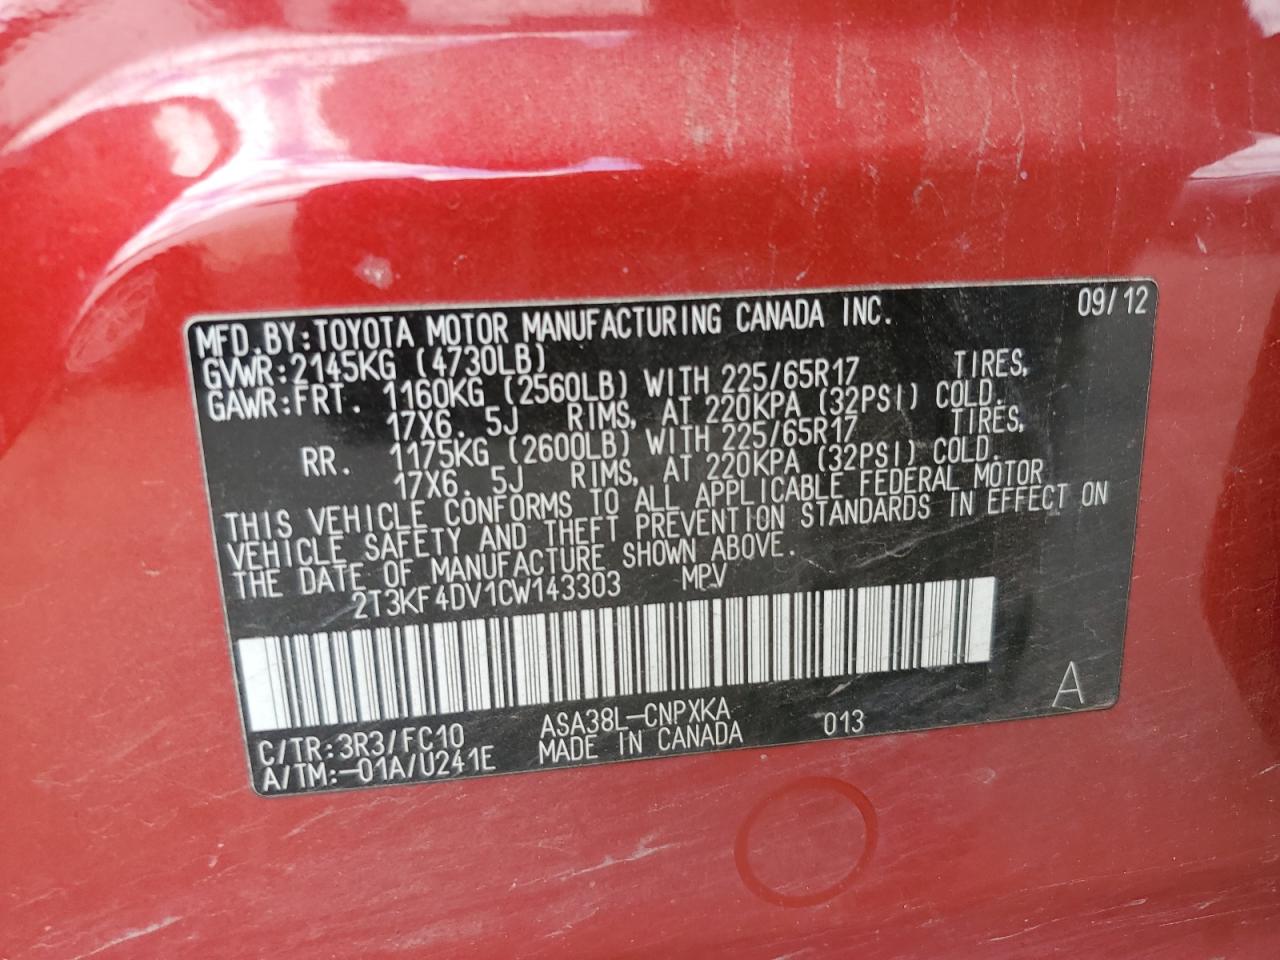 MFD.BY:TOYOTA MOTOR MANUFACTURING CANADA INC. 09/12
GVWR:2145KG (4730LB)
GAWR:FRT. 1160KG (2560LB) WITH 225/65R17 TIRES,
17X6.5J RIMS, AT 220KPA (32PSI) COLD.
RR. 1175KG (2600LB) WITH 225/65R17 TIRES,
17X6.5J RIMS, AT 220KPA (32PSI) COLD.
THIS VEHICLE CONFORMS TO ALL APPLICABLE FEDERAL MOTOR
VEHICLE SAFETY AND THEFT PREVENTION STANDARDS IN EFFECT ON
THE DATE OF MANUFACTURE SHOWN ABOVE.
2T3KF4DV1CW143303 MPV
C/TR:3R3/FC10 ASA38L-CNPXKA 013 A
A/TM:-01A/U241E MADE IN CANADA